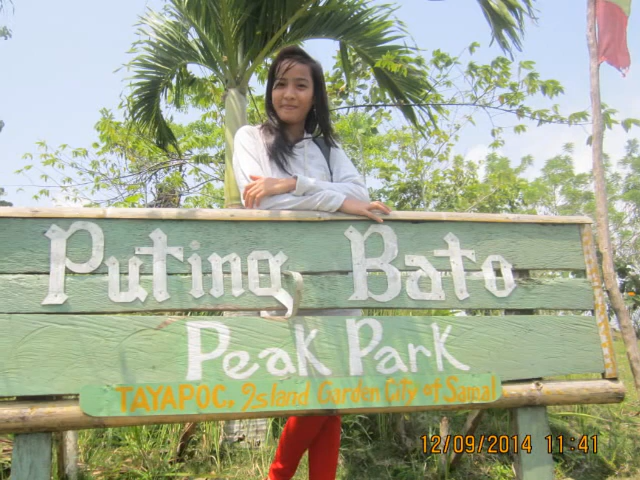 Puting Bato
Peak Park
TAYAPOC, Island Garden City of Samal
12/09/2014 11:41